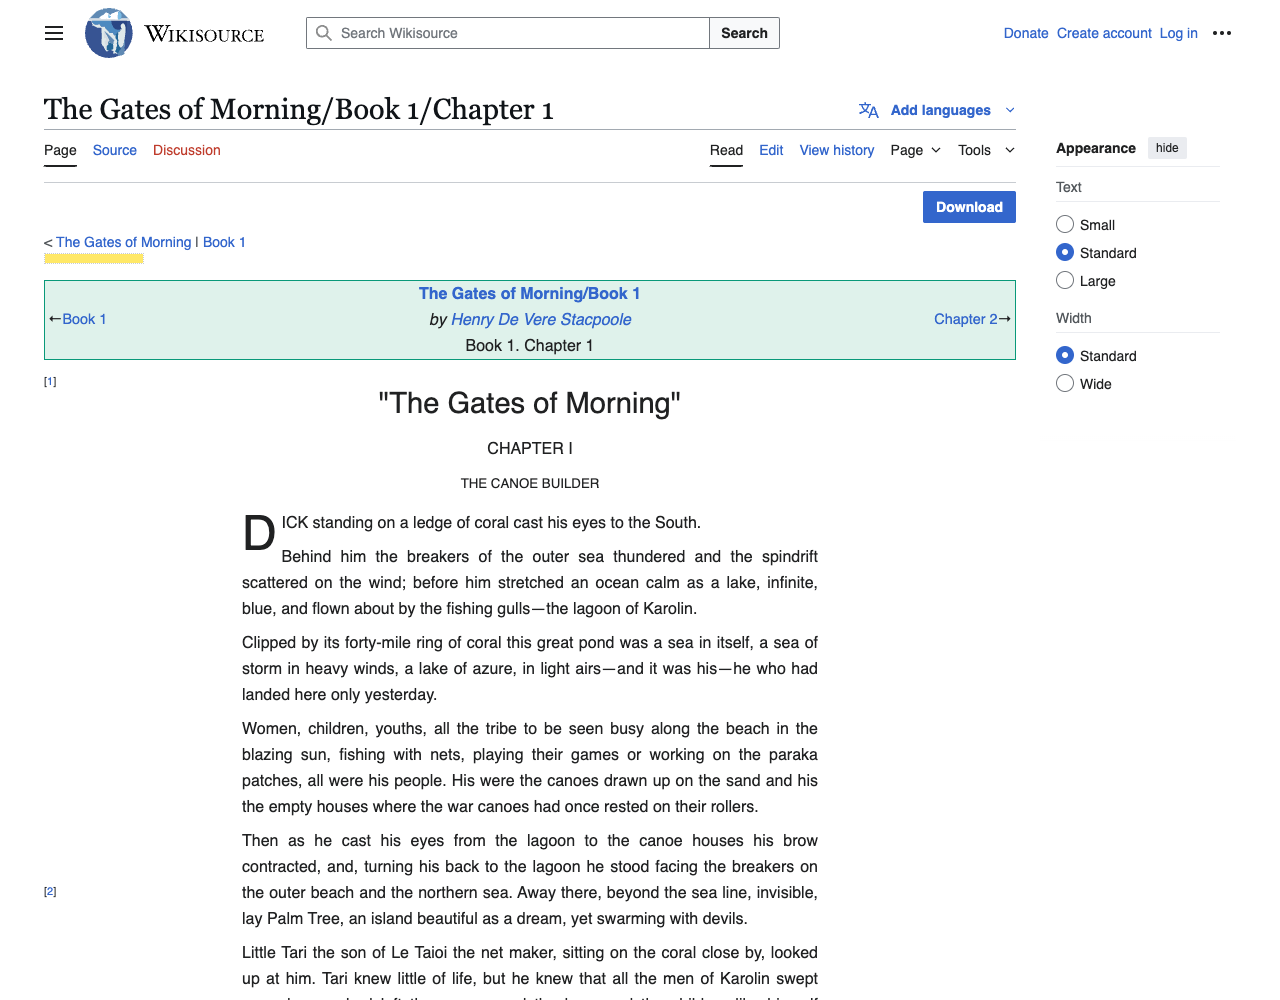 WIKISOURCE
Search Wikisource
Search
Donate Create account Log in
The Gates of Morning/Book 1/Chapter 1
Add languages
Page Source Discussion
Read Edit View history Page Tools
Appearance hide
Text
Small
Standard
Large
Width
Standard
Wide
Download
< The Gates of Morning | Book 1
The Gates of Morning/Book 1
←Book 1
by Henry De Vere Stacpoole
Chapter 2→
Book 1. Chapter 1
[1]
"The Gates of Morning"
CHAPTER I
THE CANOE BUILDER
DICK standing on a ledge of coral cast his eyes to the South.
Behind him the breakers of the outer sea thundered and the spindrift
scattered on the wind; before him stretched an ocean calm as a lake, infinite,
blue, and flown about by the fishing gulls—the lagoon of Karolin.
Clipped by its forty-mile ring of coral this great pond was a sea in itself, a sea of
storm in heavy winds, a lake of azure, in light airs—and it was his—he who had
landed here only yesterday.
Women, children, youths, all the tribe to be seen busy along the beach in the
blazing sun, fishing with nets, playing their games or working on the paraka
patches, all were his people. His were the canoes drawn up on the sand and his
the empty houses where the war canoes had once rested on their rollers.
Then as he cast his eyes from the lagoon to the canoe houses his brow
contracted, and, turning his back to the lagoon he stood facing the breakers on
[2]
the outer beach and the northern sea. Away there, beyond the sea line, invisible,
lay Palm Tree, an island beautiful as a dream, yet swarming with devils.
Little Tari the son of Le Taioi the net maker, sitting on the coral close by, looked
up at him. Tari knew little of life, but he knew that all the men of Karolin swept